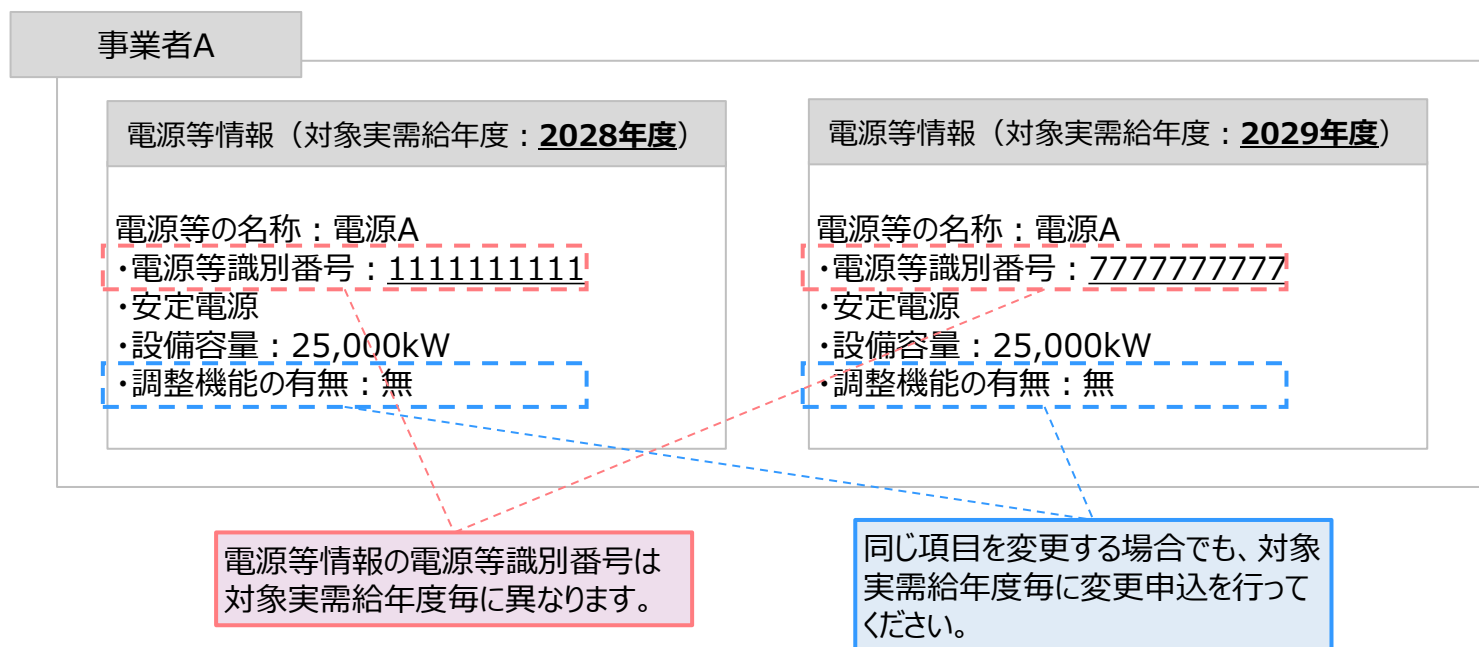 事業者A
電源等情報（対象実需給年度：2028年度）
電源等の名称：電源A
・電源等識別番号：1111111111
・安定電源
・設備容量：25,000kW
・調整機能の有無：無
電源等情報（対象実需給年度：2029年度）
電源等の名称：電源A
・電源等識別番号：7777777777
・安定電源
・設備容量：25,000kW
・調整機能の有無：無
電源等情報の電源等識別番号は
対象実需給年度毎に異なります。
同じ項目を変更する場合でも、対象
実需給年度毎に変更申込を行って
ください。